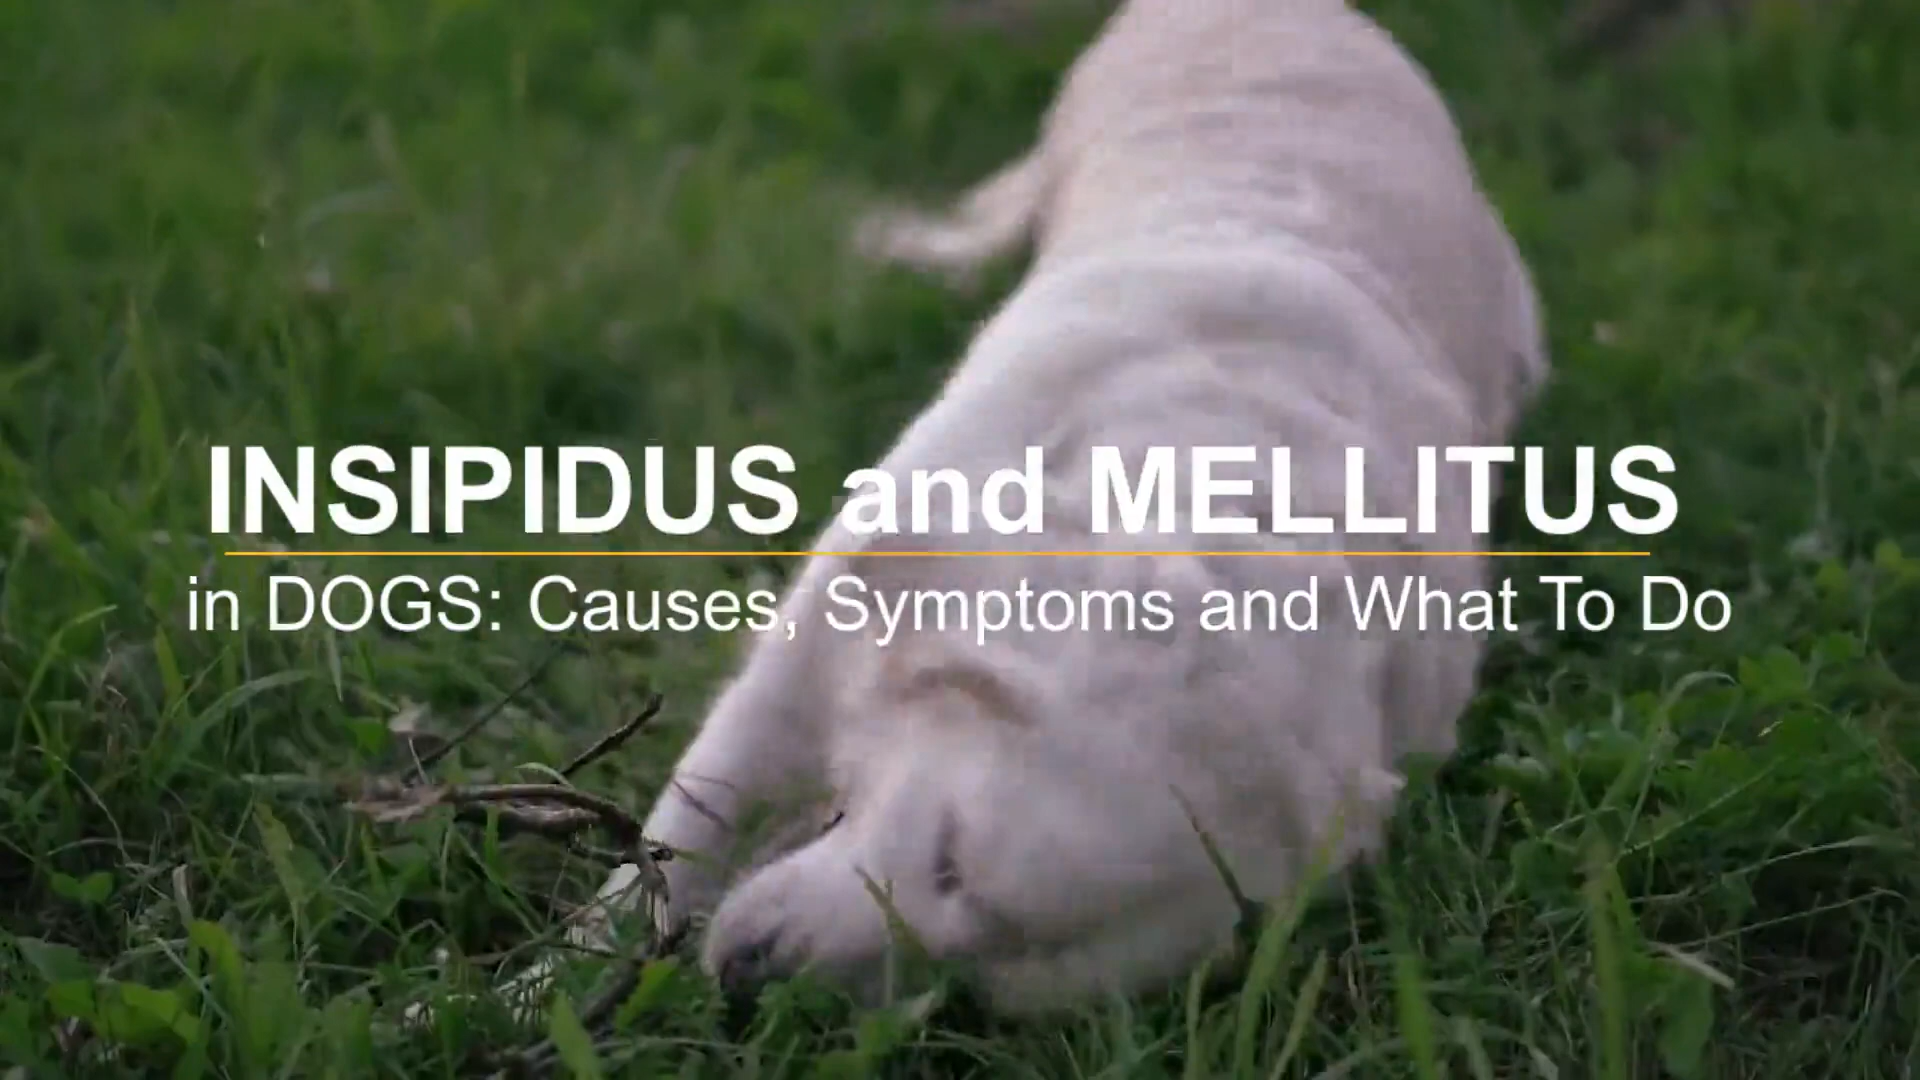 INSIPIDUS and MELLITUS
in DOGS: Causes, Symptoms and What To Do